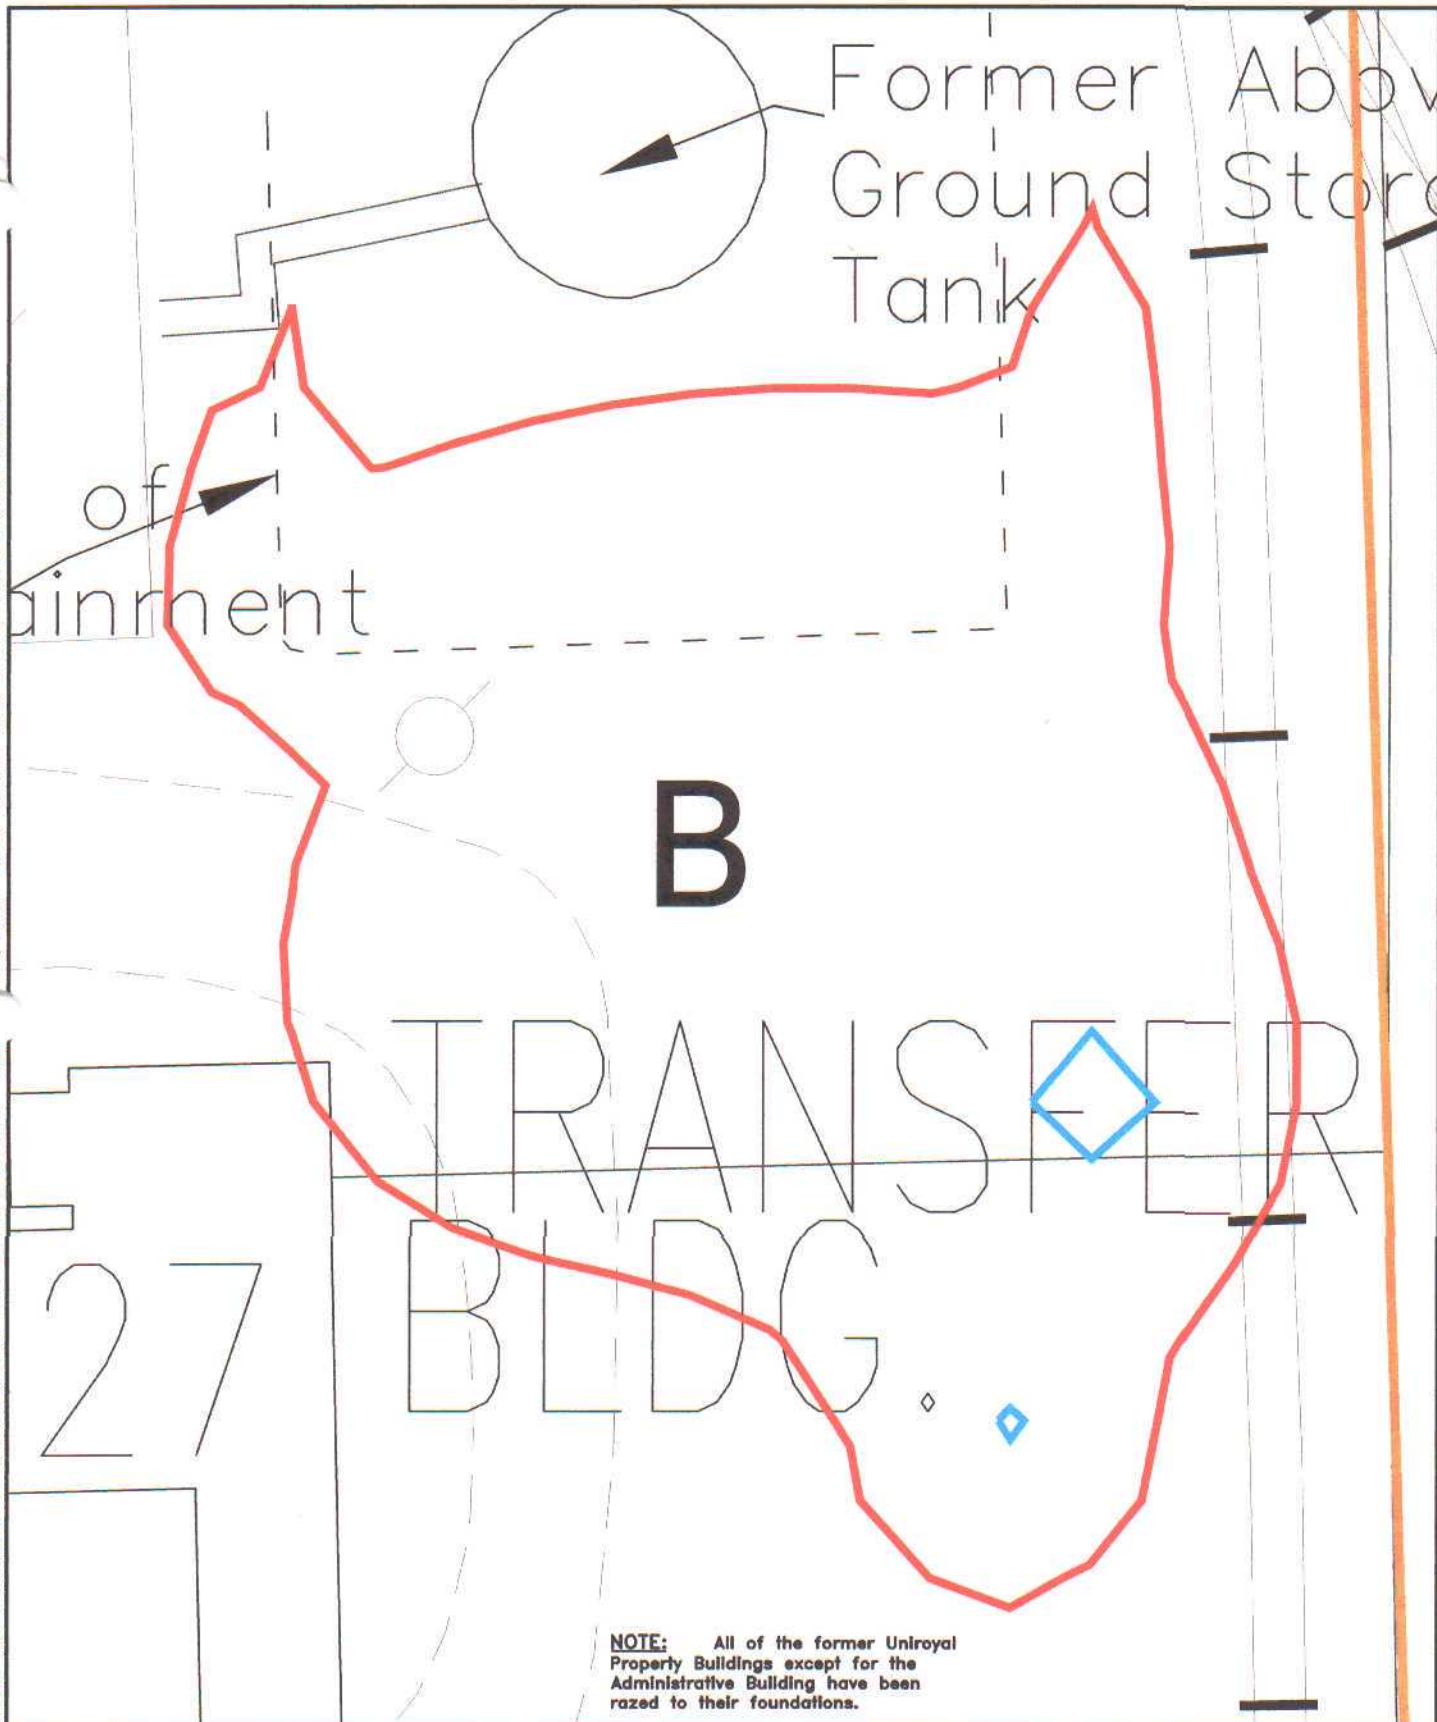 Former Abov
Ground Stora
Tank
of
ainment
B
TRANSFER
BLDG.
27
NOTE: All of the former Uniroyal
Property Buildings except for the
Administrative Building have been
razed to their foundations.